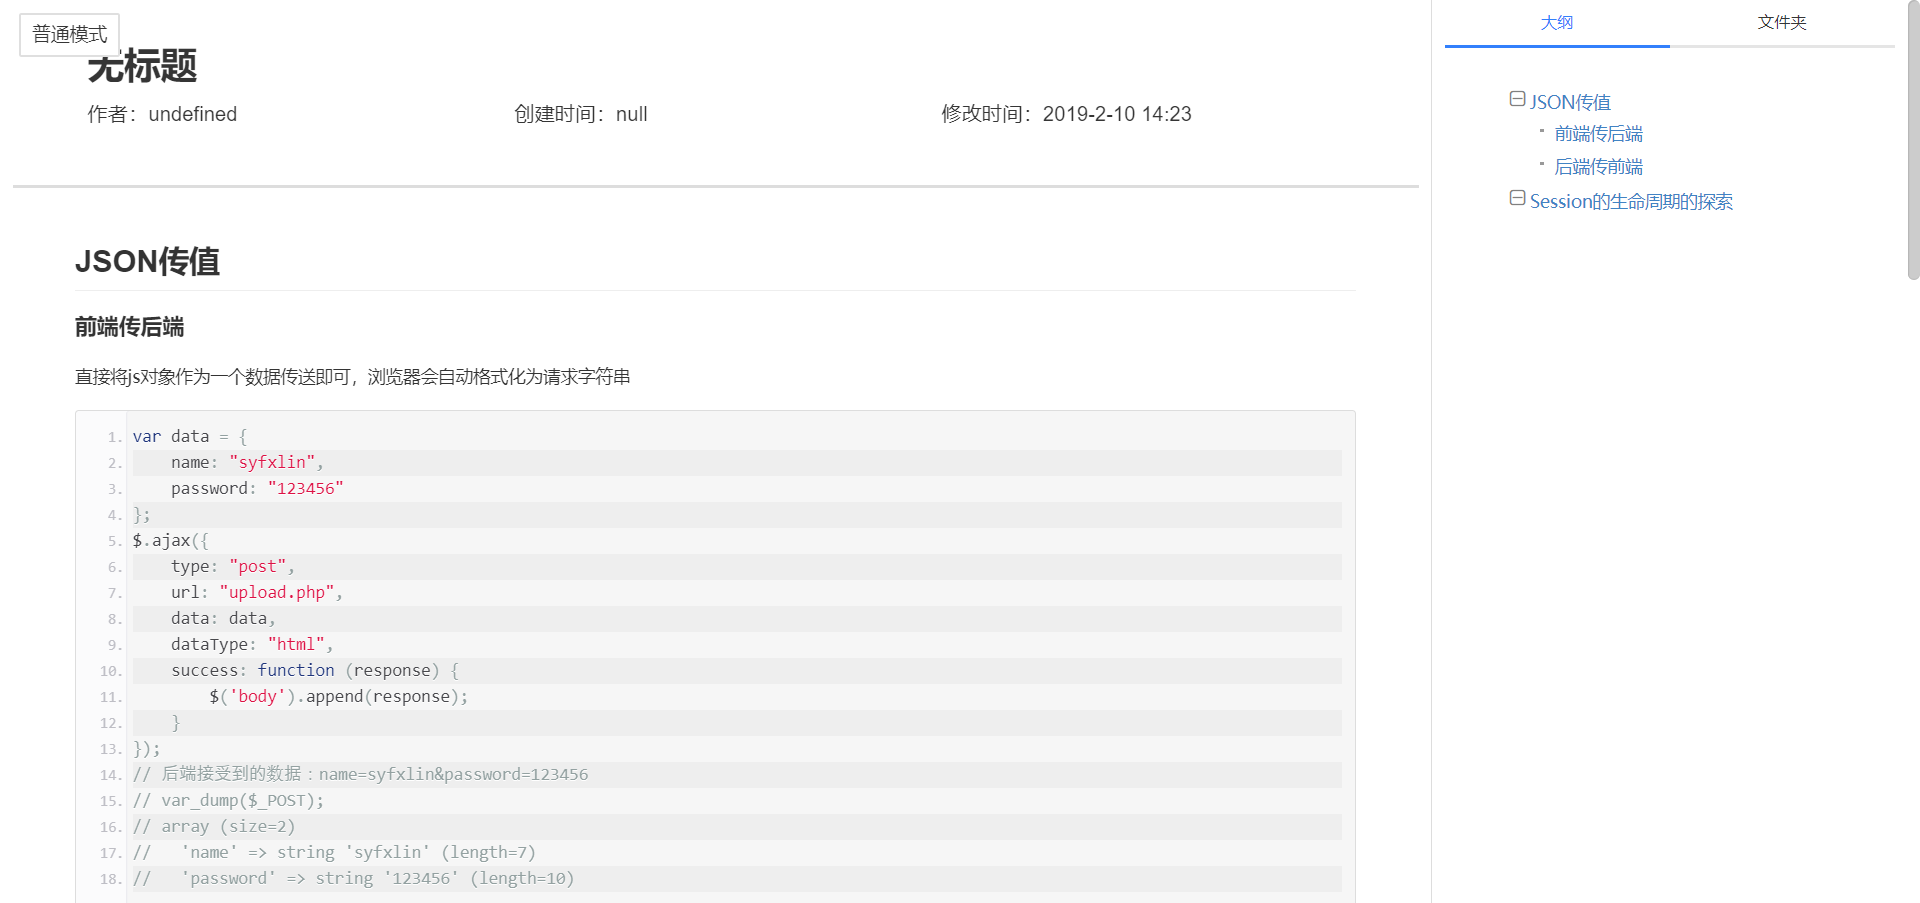 普通模式
无标题
作者：undefined 创建时间：null 修改时间：2019-2-10 14:23
JSON传值
前端传后端
直接将js对象作为一个数据传送即可，浏览器会自动格式化为请求字符串
1. var data = {
2.     name: "syfxlin",
3.     password: "123456"
4. };
5. $.ajax({
6.     type: "post",
7.     url: "upload.php",
8.     data: data,
9.     dataType: "html",
10.     success: function (response) {
11.         $('body').append(response);
12.     }
13. });
14. // 后端接受到的数据：name=syfxlin&password=123456
15. // var_dump($_POST);
16. // array (size=2)
17. //   'name' => string 'syfxlin' (length=7)
18. //   'password' => string '123456' (length=10)
大纲 文件夹
JSON传值
前端传后端
后端传前端
Session的生命周期的探索